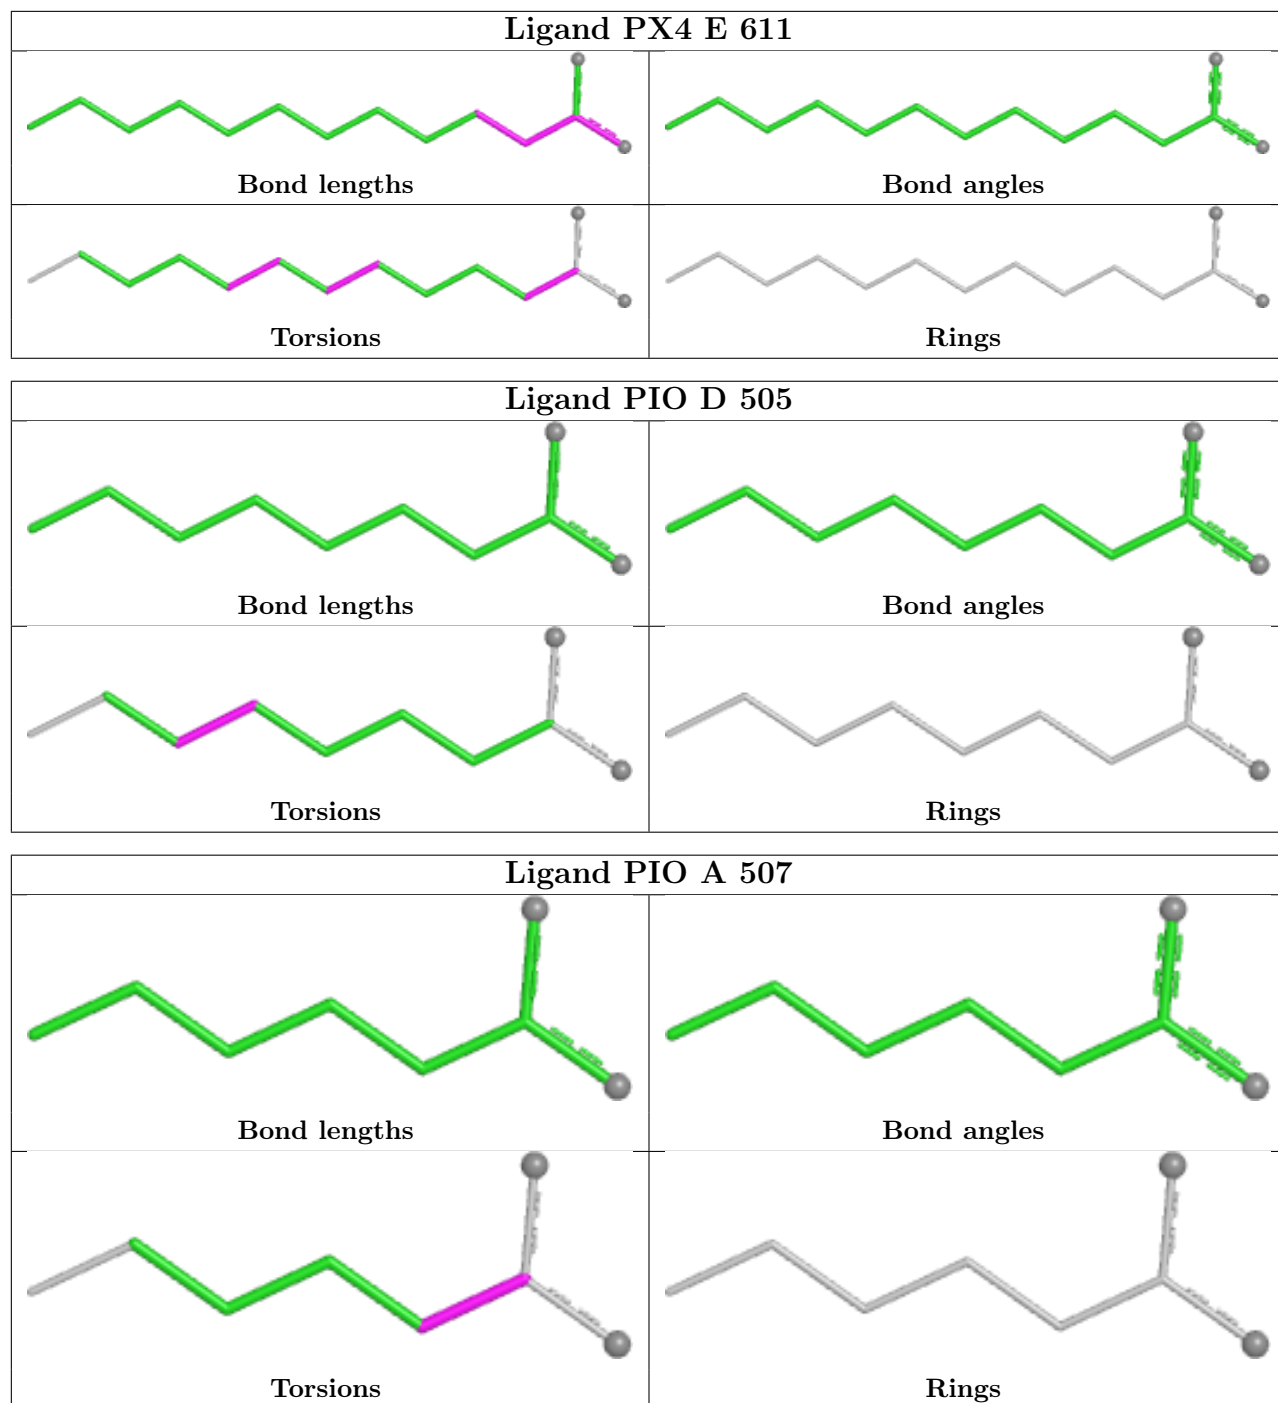 Ligand PX4 E 611
Bond lengths
Bond angles
Torsions
Rings
Ligand PIO D 505
Bond lengths
Bond angles
Torsions
Rings
Ligand PIO A 507
Bond lengths
Bond angles
Torsions
Rings